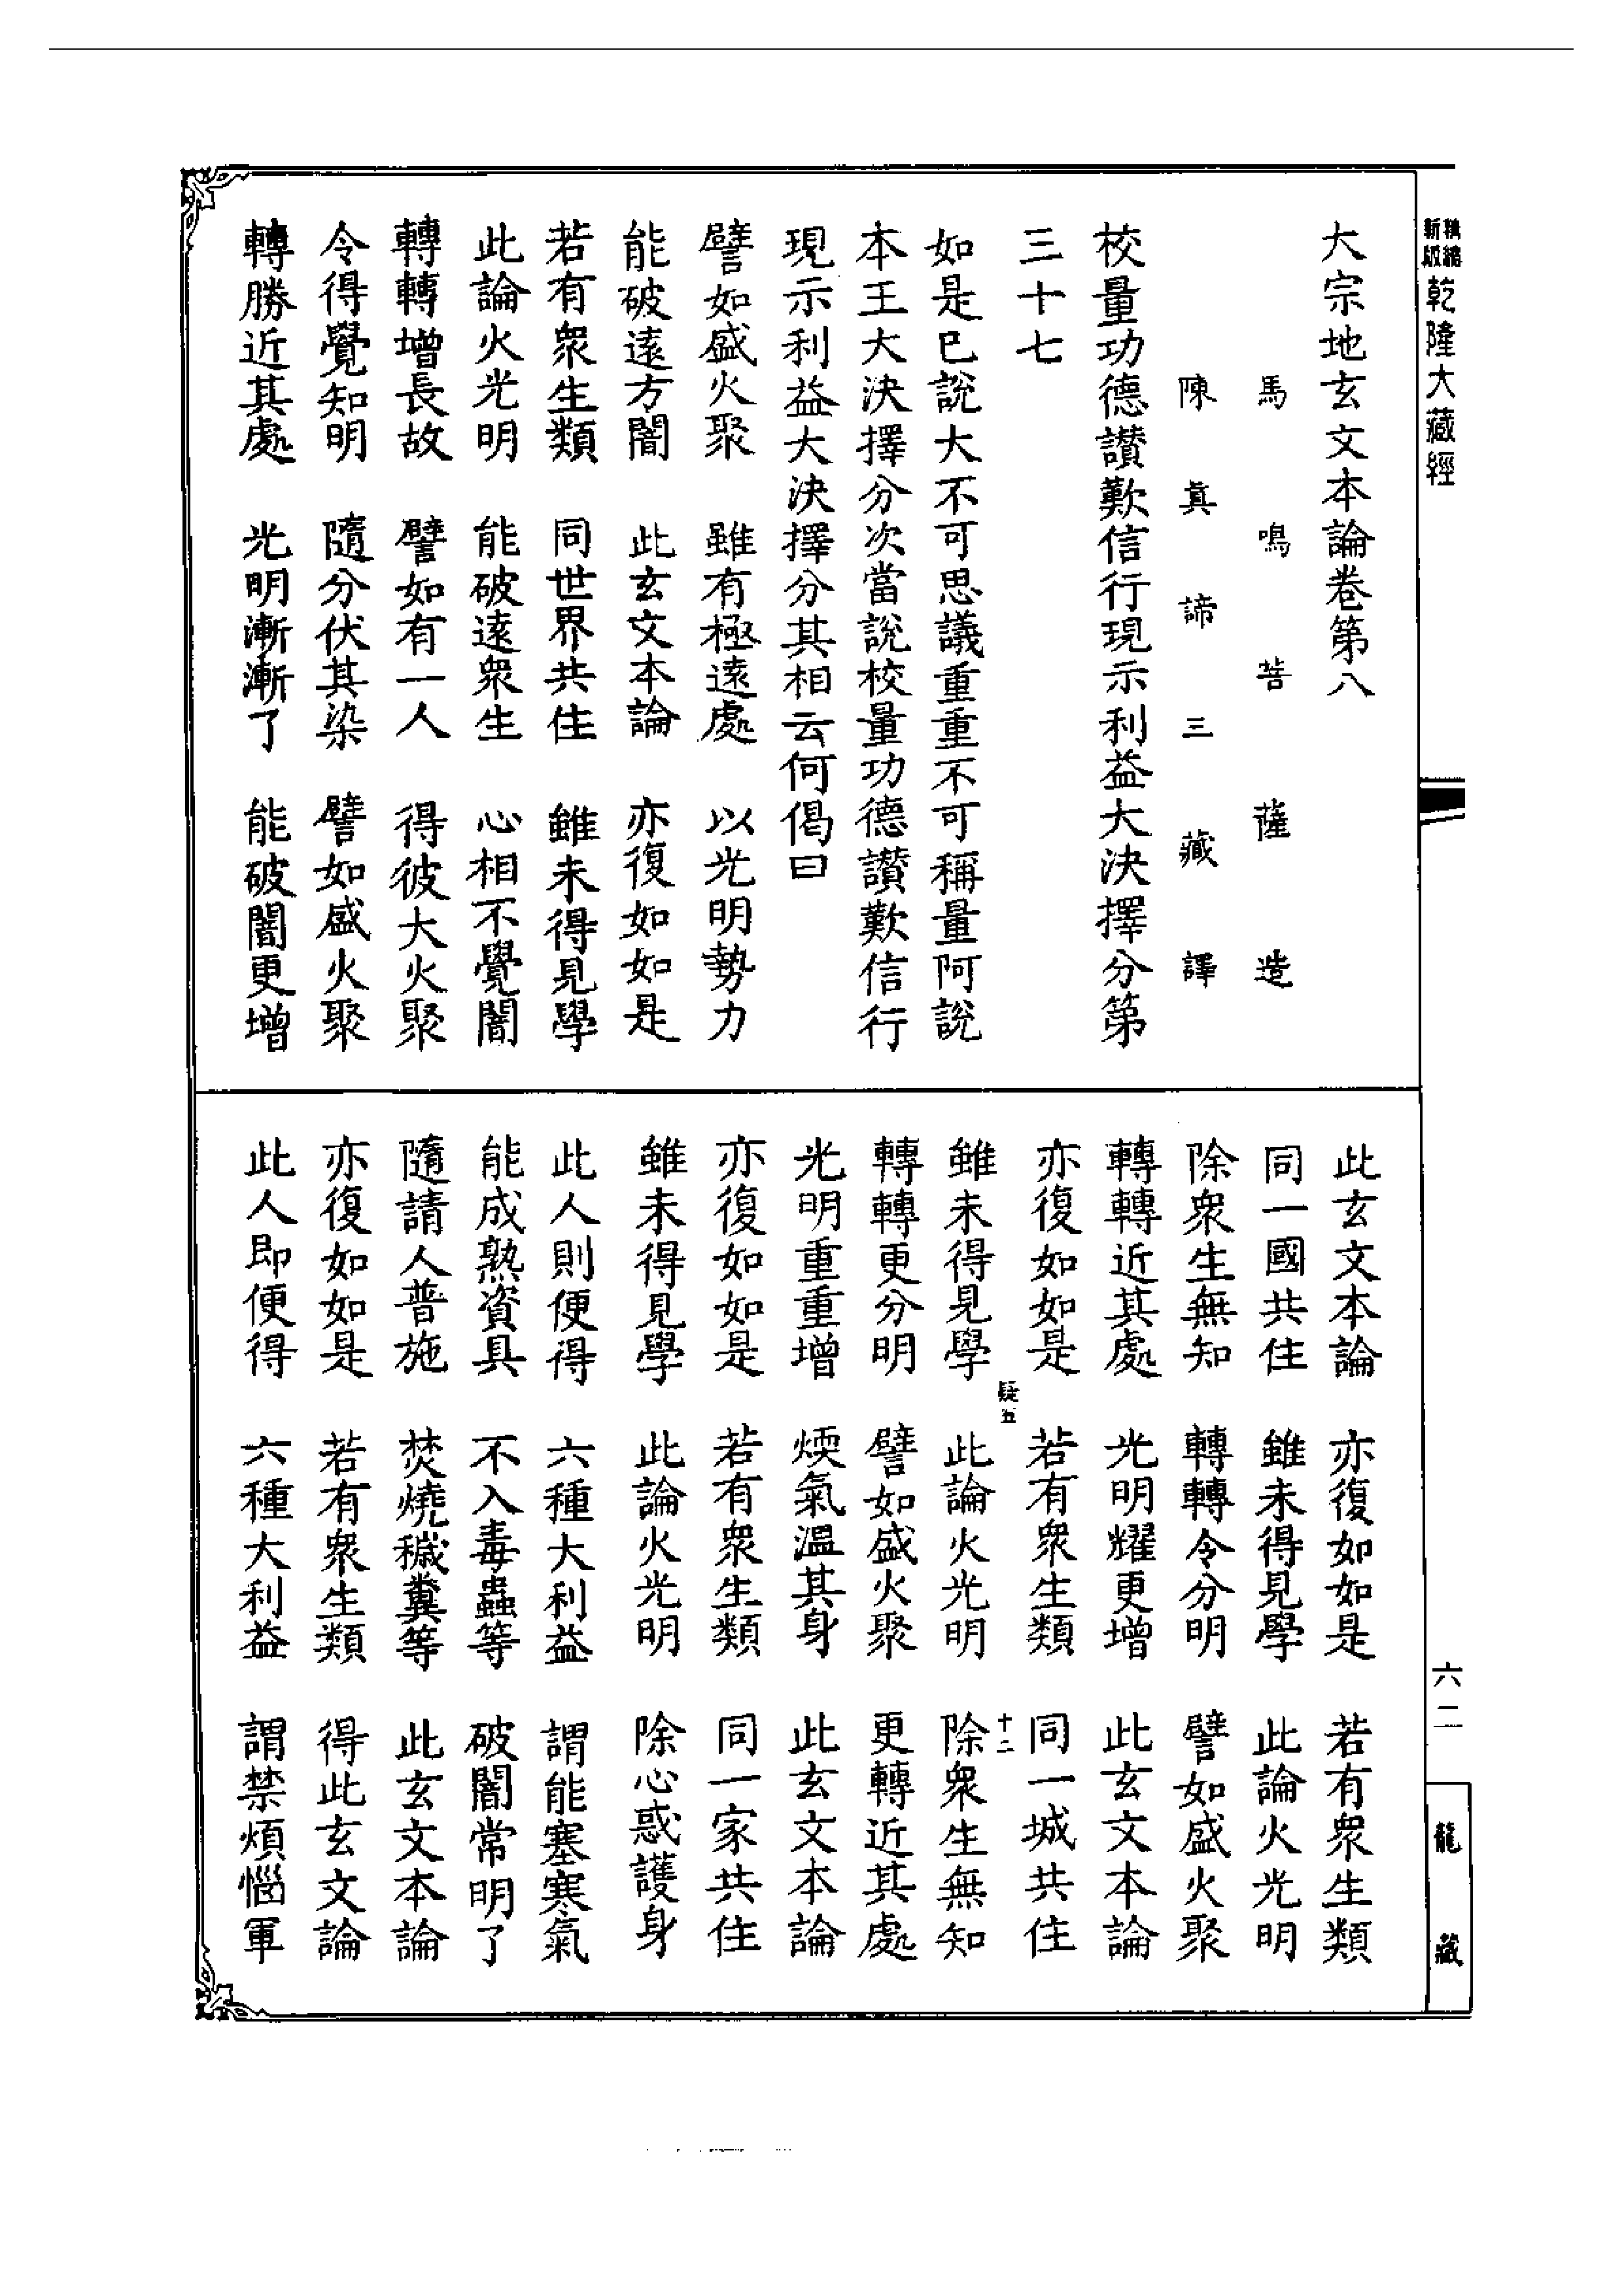 新編縮版乾隆大藏經
大宗地玄文本論卷第八
馬鳴菩薩造
陳真諦三藏譯
校量功德讃歎信行現示利益大決擇分第
三十七
如是已說大不可思議重重不可稱量阿說
本王大決擇分次當說校量功德讃歎信行
現示利益大決擇分其相云何偈曰
譬如盛火聚 雖有極遠處 以光明勢力
能破遠方闇 此玄文本論 亦復如如是
若有衆生類 同世界共住 雖未得見學
此論火光明 能破遠衆生 心相不覺闇
轉轉增長故 譬如有一人 得彼大火聚
令得覺知明 隨分伏其染 譬如盛火聚
轉勝近其處 光明漸漸了 能破闇更增
此玄文本論 亦復如如是 若有衆生類
同一國共住 雖未得見學 此論火光明
除衆生無知 轉轉令分明 譬如盛火聚
轉轉近其處 光明耀更增 此玄文本論
亦復如如是 若有衆生類 同一城共住
疑五 十二
雖未得見學 此論火光明 除衆生無知
轉轉更分明 譬如盛火聚 更轉近其處
光明重重增 煗氣溫其身 此玄文本論
亦復如如是 若有衆生類 同一家共住
雖未得見學 此論火光明 除心惑護身
此人則便得 六種大利益 謂能塞寒氣
能成熟資具 不入毒蟲等 破闇常明了
隨請人普施 焚燒穢糞等 此玄文本論
亦復如如是 若有衆生類 得此玄文論
此人即便得 六種大利益 謂禁煩惱軍
六二
龍藏